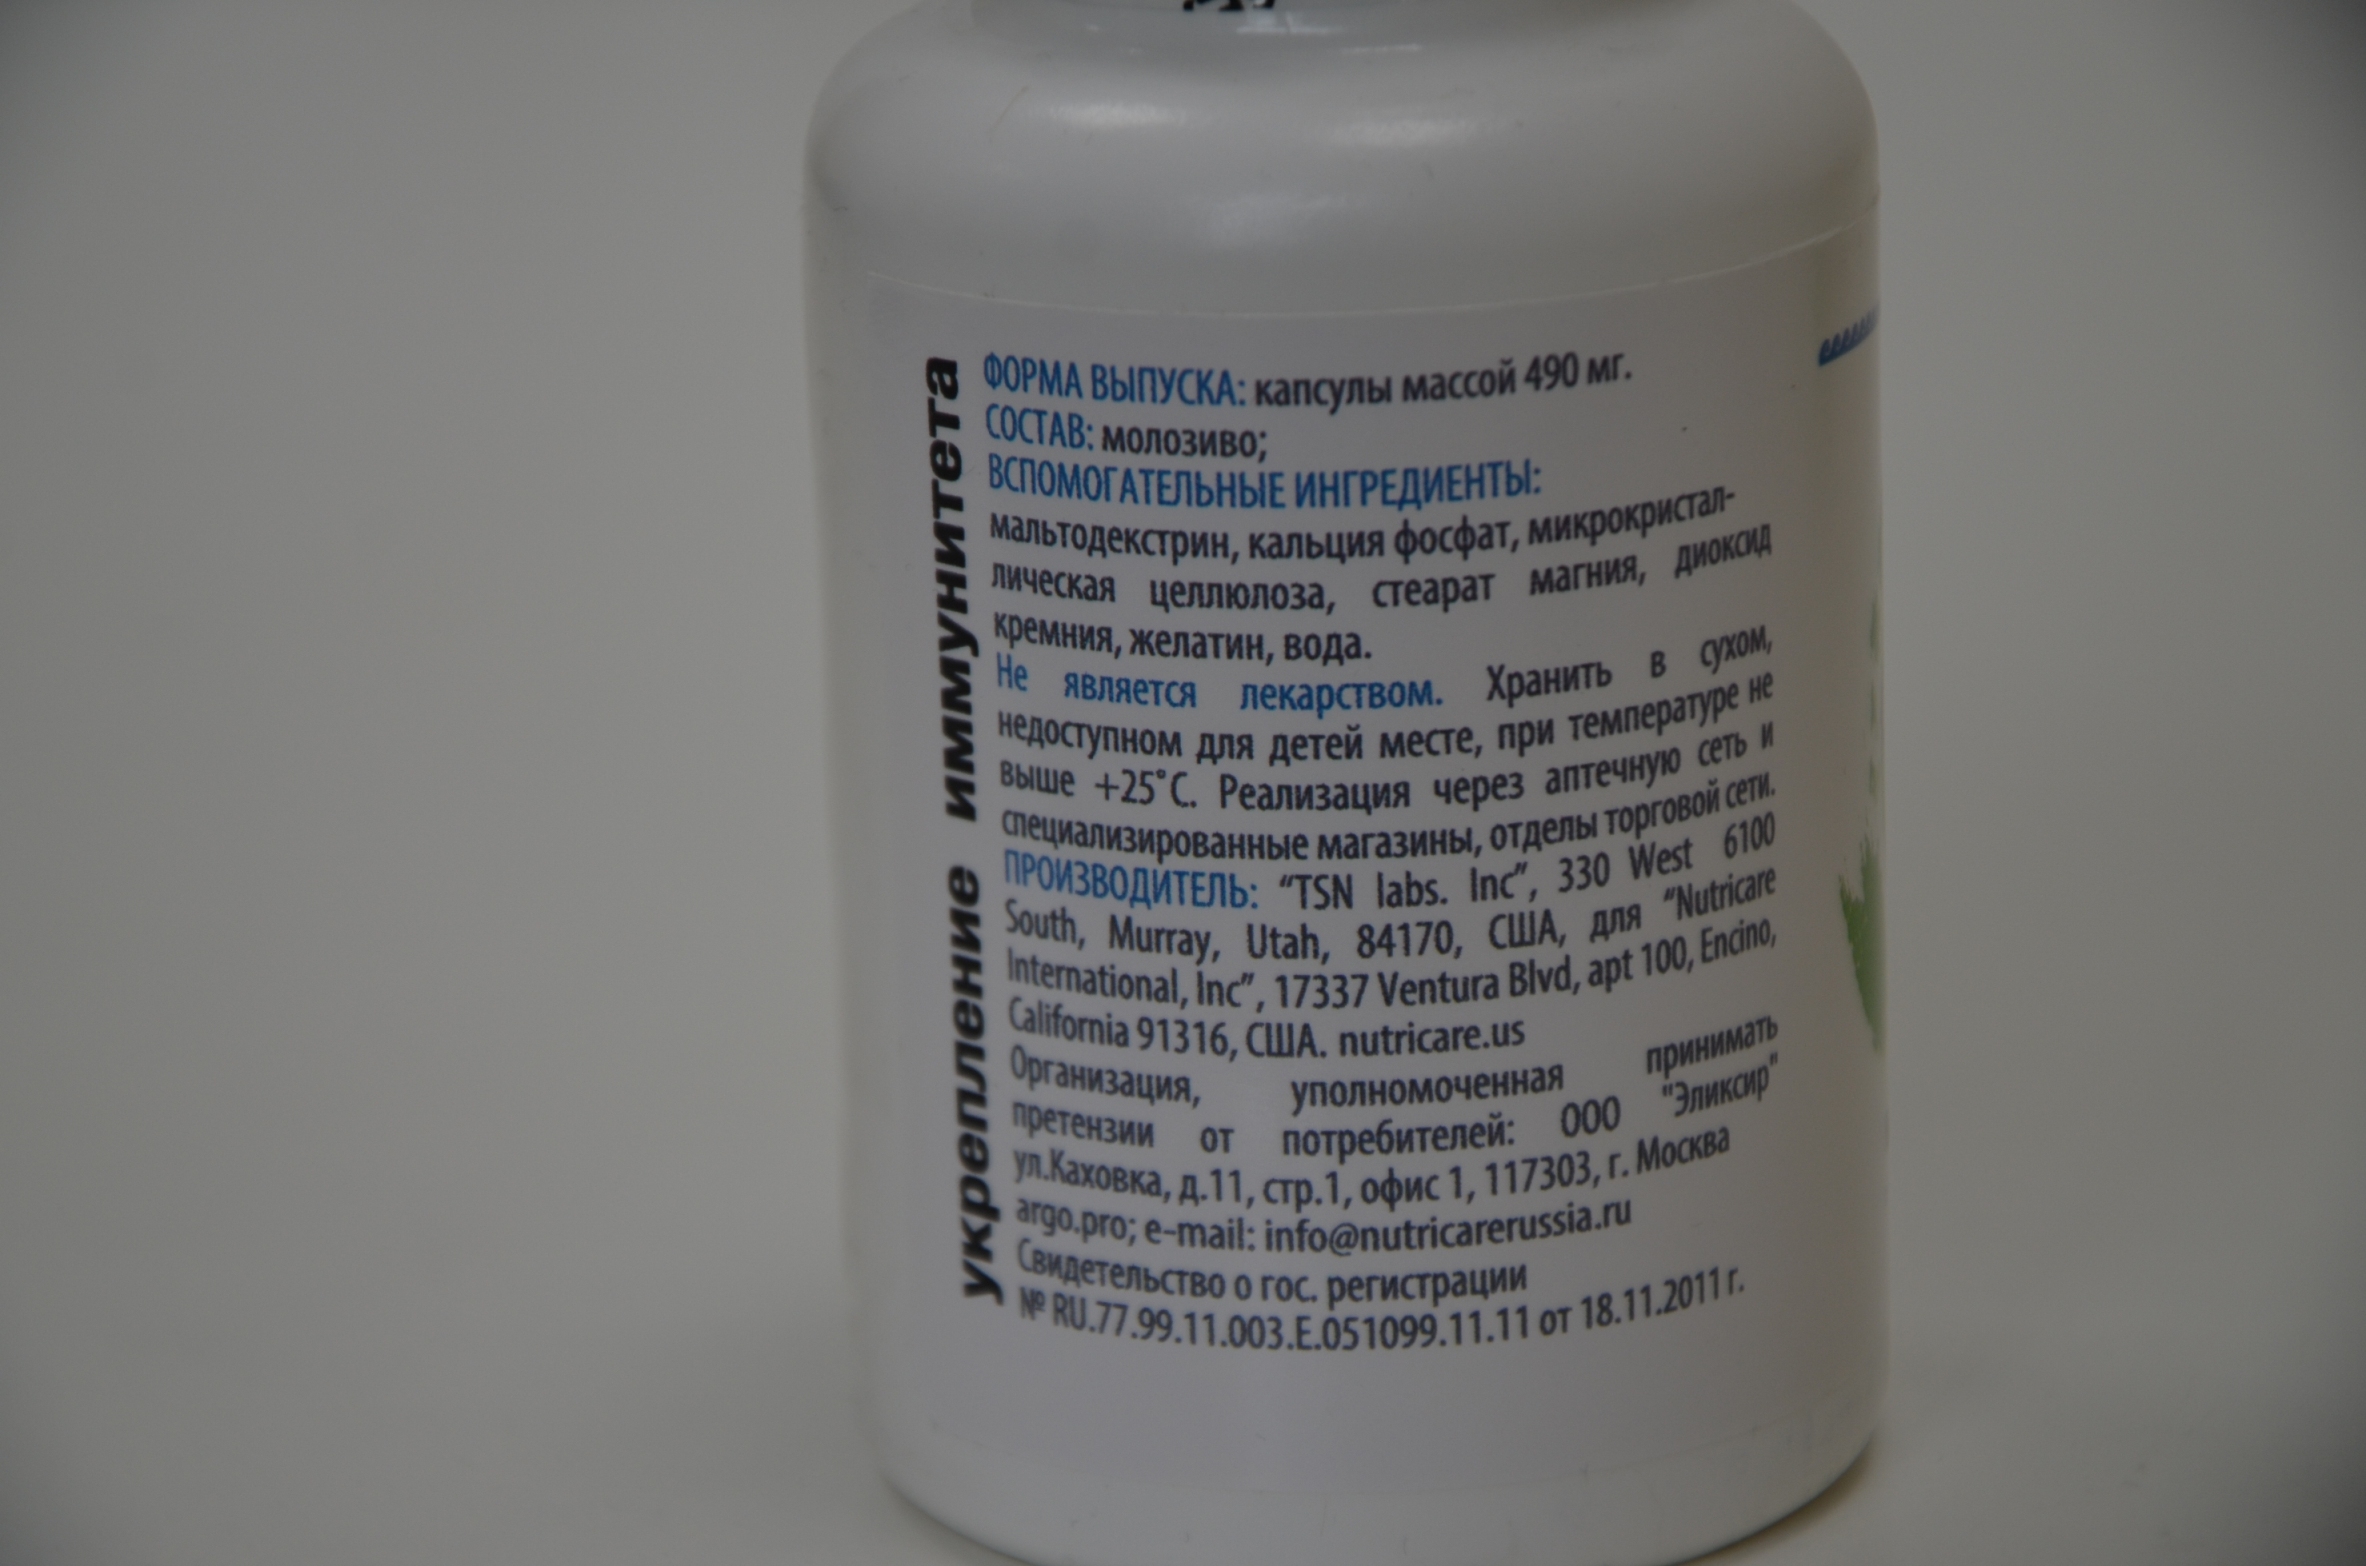 укрепление иммунитета
ФОРМА ВЫПУСКА: капсулы массой 490 мг.
СОСТАВ: молозиво;
ВСПОМОГАТЕЛЬНЫЕ ИНГРЕДИЕНТЫ:
мальтодекстрин, кальция фосфат, микрокристал-
лическая целлюлоза, стеарат магния, диоксид
кремния, желатин, вода.
Не является лекарством. Хранить в сухом,
недоступном для детей месте, при температуре не
выше +25˚С. Реализация через аптечную сеть и
специализированные магазины, отделы торговой сети.
ПРОИЗВОДИТЕЛЬ: “TSN labs. Inc”, 330 West 6100
South, Murray, Utah, 84170, США, для “Nutricare
International, Inc”, 17337 Ventura Blvd, apt 100, Encino,
California 91316, США. nutricare.us
Организация, уполномоченная принимать
претензии от потребителей: ООО "Эликсир"
ул.Каховка, д.11, стр.1, офис 1, 117303, г. Москва
argo.pro; e-mail: info@nutricarerussia.ru
Свидетельство о гос. регистрации
№ RU.77.99.11.003.E.051099.11.11 от 18.11.2011 г.